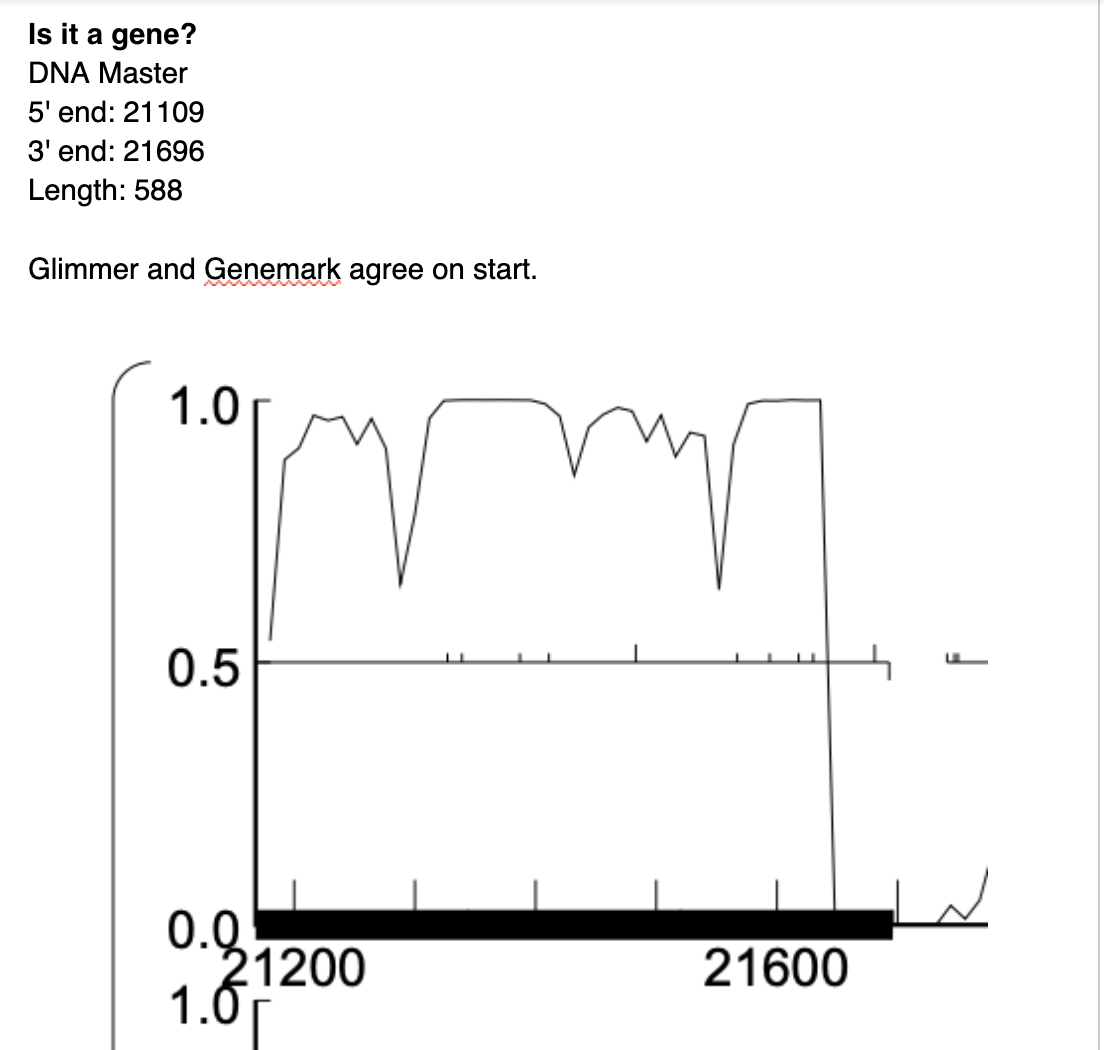 Is it a gene?
DNA Master
5' end: 21109
3' end: 21696
Length: 588
Glimmer and Genemark agree on start.
1.0
0.5
0.0
21200 21600
1.0